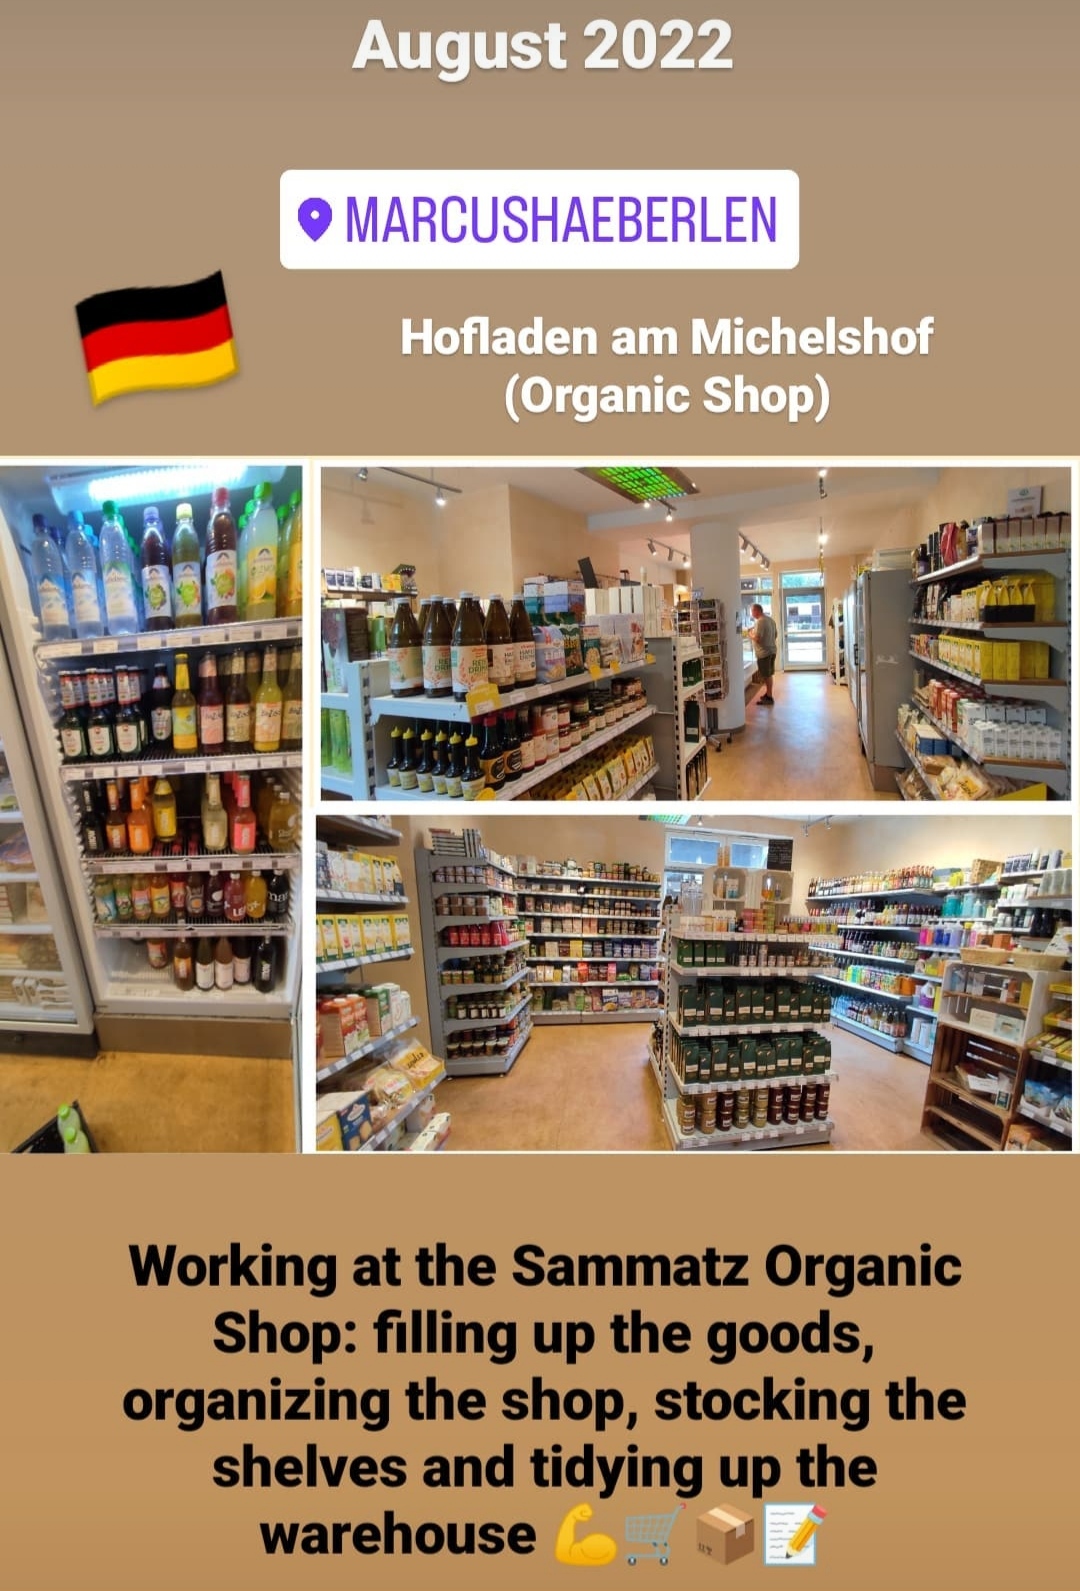 August 2022
MARCUSHAEBERLEN
Hofladen am Michelshof
(Organic Shop)
Working at the Sammatz Organic
Shop: filling up the goods,
organizing the shop, stocking the
shelves and tidying up the
warehouse 💪🛒📦📝